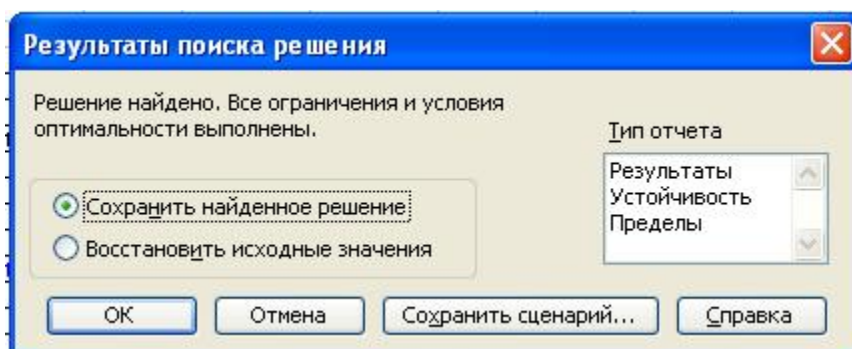 Результаты поиска решения
Решение найдено. Все ограничения и условия
оптимальности выполнены.
Тип отчета
Результаты
Устойчивость
Пределы
Сохранить найденное решение
Восстановить исходные значения
ОК
Отмена
Сохранить сценарий...
Справка